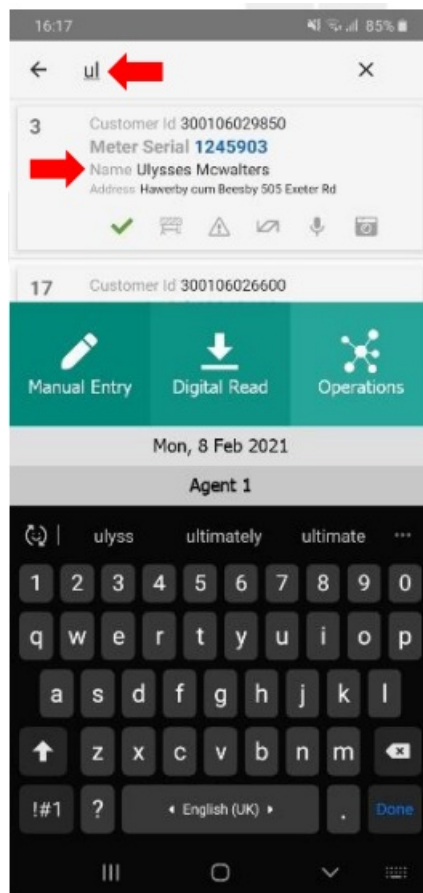 16:17 85%
ul
3 Customer Id 300106029850
Meter Serial 1245903
Name Ulysses Mcwalters
Address Hawerby cum Beesby 505 Exeter Rd
17 Customer Id 300106026600
Manual Entry Digital Read Operations
Mon, 8 Feb 2021
Agent 1
ulyss ultimately ultimate ...
1 2 3 4 5 6 7 8 9 0
q w e r t y u i o p
a s d f g h j k l
z x c v b n m
!#1 ? English (UK) . Done